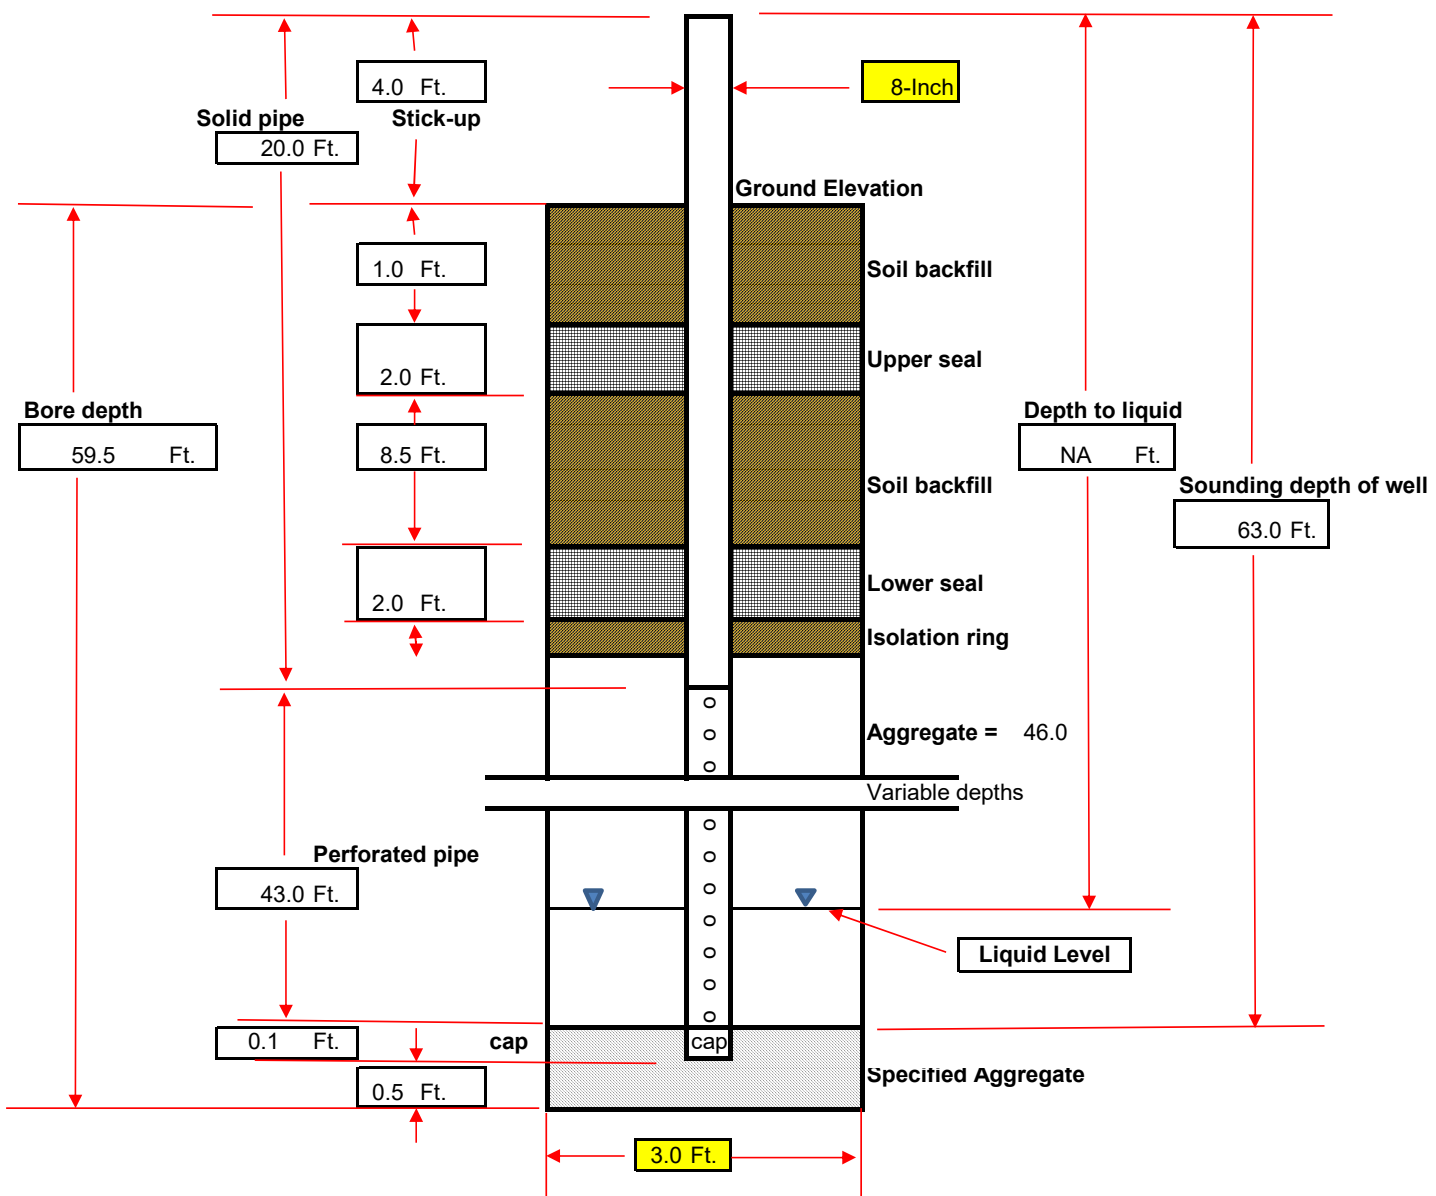 4.0 Ft.
8-Inch
Solid pipe
Stick-up
20.0 Ft.
Ground Elevation
1.0 Ft.
Soil backfill
2.0 Ft.
Upper seal
Bore depth
59.5 Ft.
8.5 Ft.
Depth to liquid
NA Ft.
Soil backfill
Sounding depth of well
63.0 Ft.
2.0 Ft.
Lower seal
Isolation ring
o
o
Aggregate = 46.0
o
Variable depths
o
Perforated pipe
o
43.0 Ft.
o
o
o
Liquid Level
o
o
0.1 Ft.
cap
cap
0.5 Ft.
Specified Aggregate
3.0 Ft.